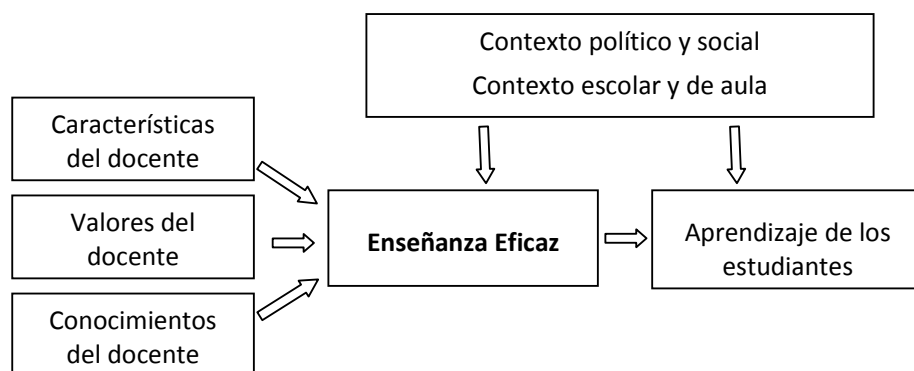 Contexto político y social
Contexto escolar y de aula
Características
del docente
Valores del
docente
Conocimientos
del docente
Enseñanza Eficaz
Aprendizaje de los
estudiantes